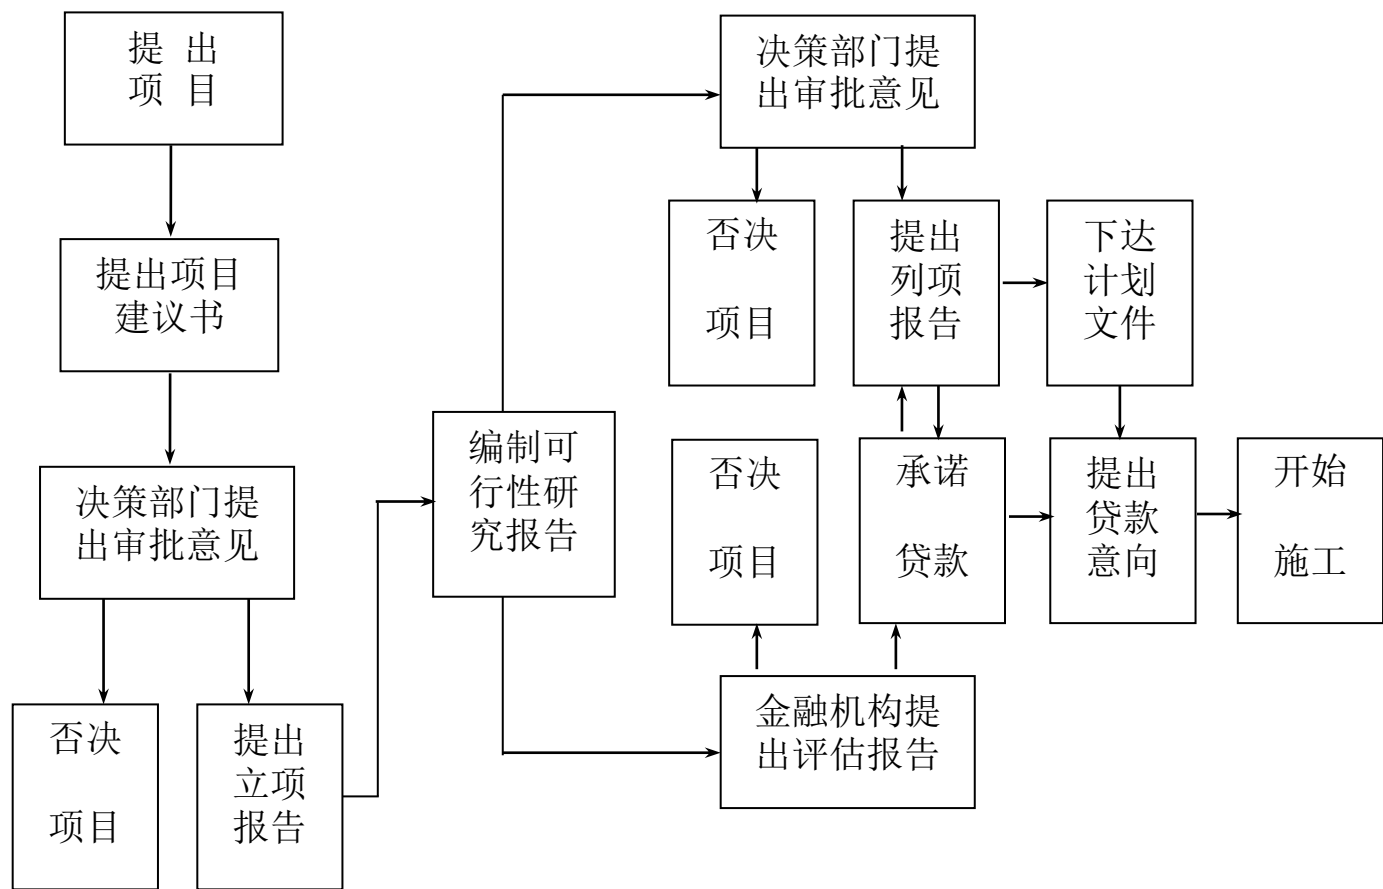 提 出
项 目
提出项目
建议书
决策部门提
出审批意见
否决
项目
提出
立项
报告
编制可
行性研
究报告
决策部门提
出审批意见
否决
项目
提出
列项
报告
下达
计划
文件
否决
项目
承诺
贷款
提出
贷款
意向
开始
施工
金融机构提
出评估报告